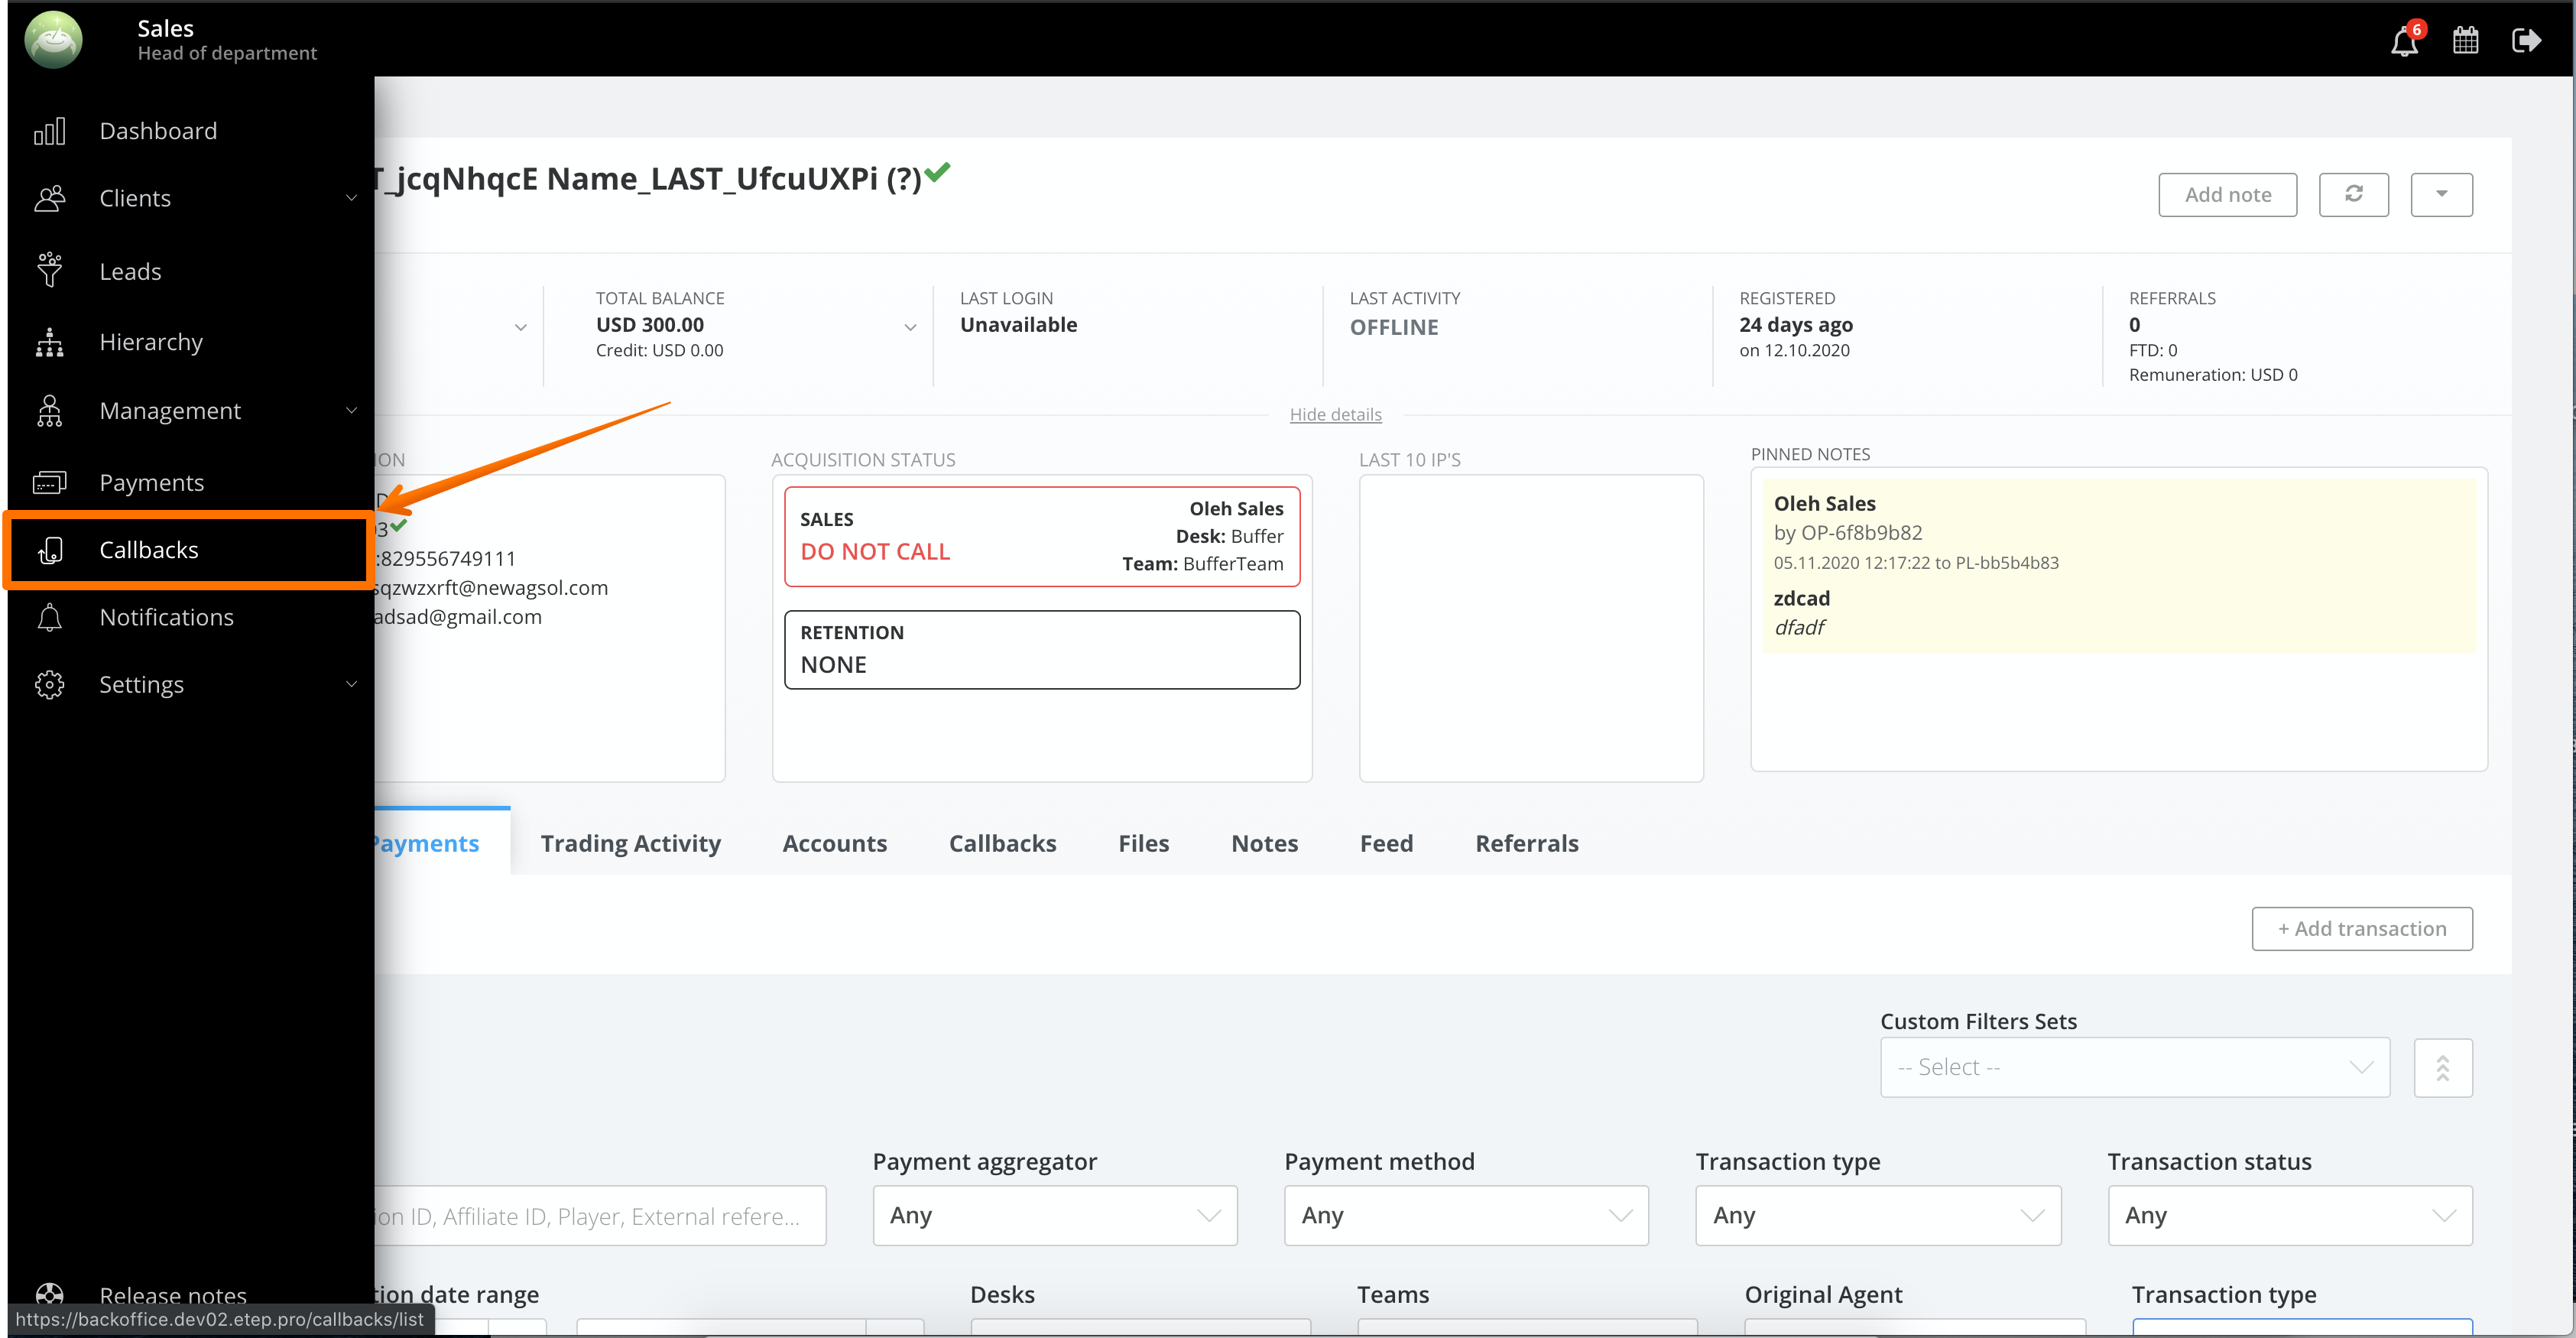 Sales
Head of department
6
Dashboard
Clients
Leads
Hierarchy
Management
Payments
Callbacks
Notifications
Settings
Release notes
https://backoffice.dev02.etep.pro/callbacks/list
T_jcqNhqcE Name_LAST_UfcuUXPi (?)
Add note
TOTAL BALANCE
USD 300.00
Credit: USD 0.00
LAST LOGIN
Unavailable
LAST ACTIVITY
OFFLINE
REGISTERED
24 days ago
on 12.10.2020
REFERRALS
0
FTD: 0
Remuneration: USD 0
Hide details
ION
:829556749111
sqzwzxrft@newagsol.com
adsad@gmail.com
ACQUISITION STATUS
SALES
DO NOT CALL
Oleh Sales
Desk: Buffer
Team: BufferTeam
RETENTION
NONE
LAST 10 IP'S
PINNED NOTES
Oleh Sales
by OP-6f8b9b82
05.11.2020 12:17:22 to PL-bb5b4b83
zdcad
dfadf
Payments Trading Activity Accounts Callbacks Files Notes Feed Referrals
+ Add transaction
Custom Filters Sets
-- Select --
ion ID, Affiliate ID, Player, External refere...
Payment aggregator
Any
Payment method
Any
Transaction type
Any
Transaction status
Any
tion date range
Desks
Teams
Original Agent
Transaction type